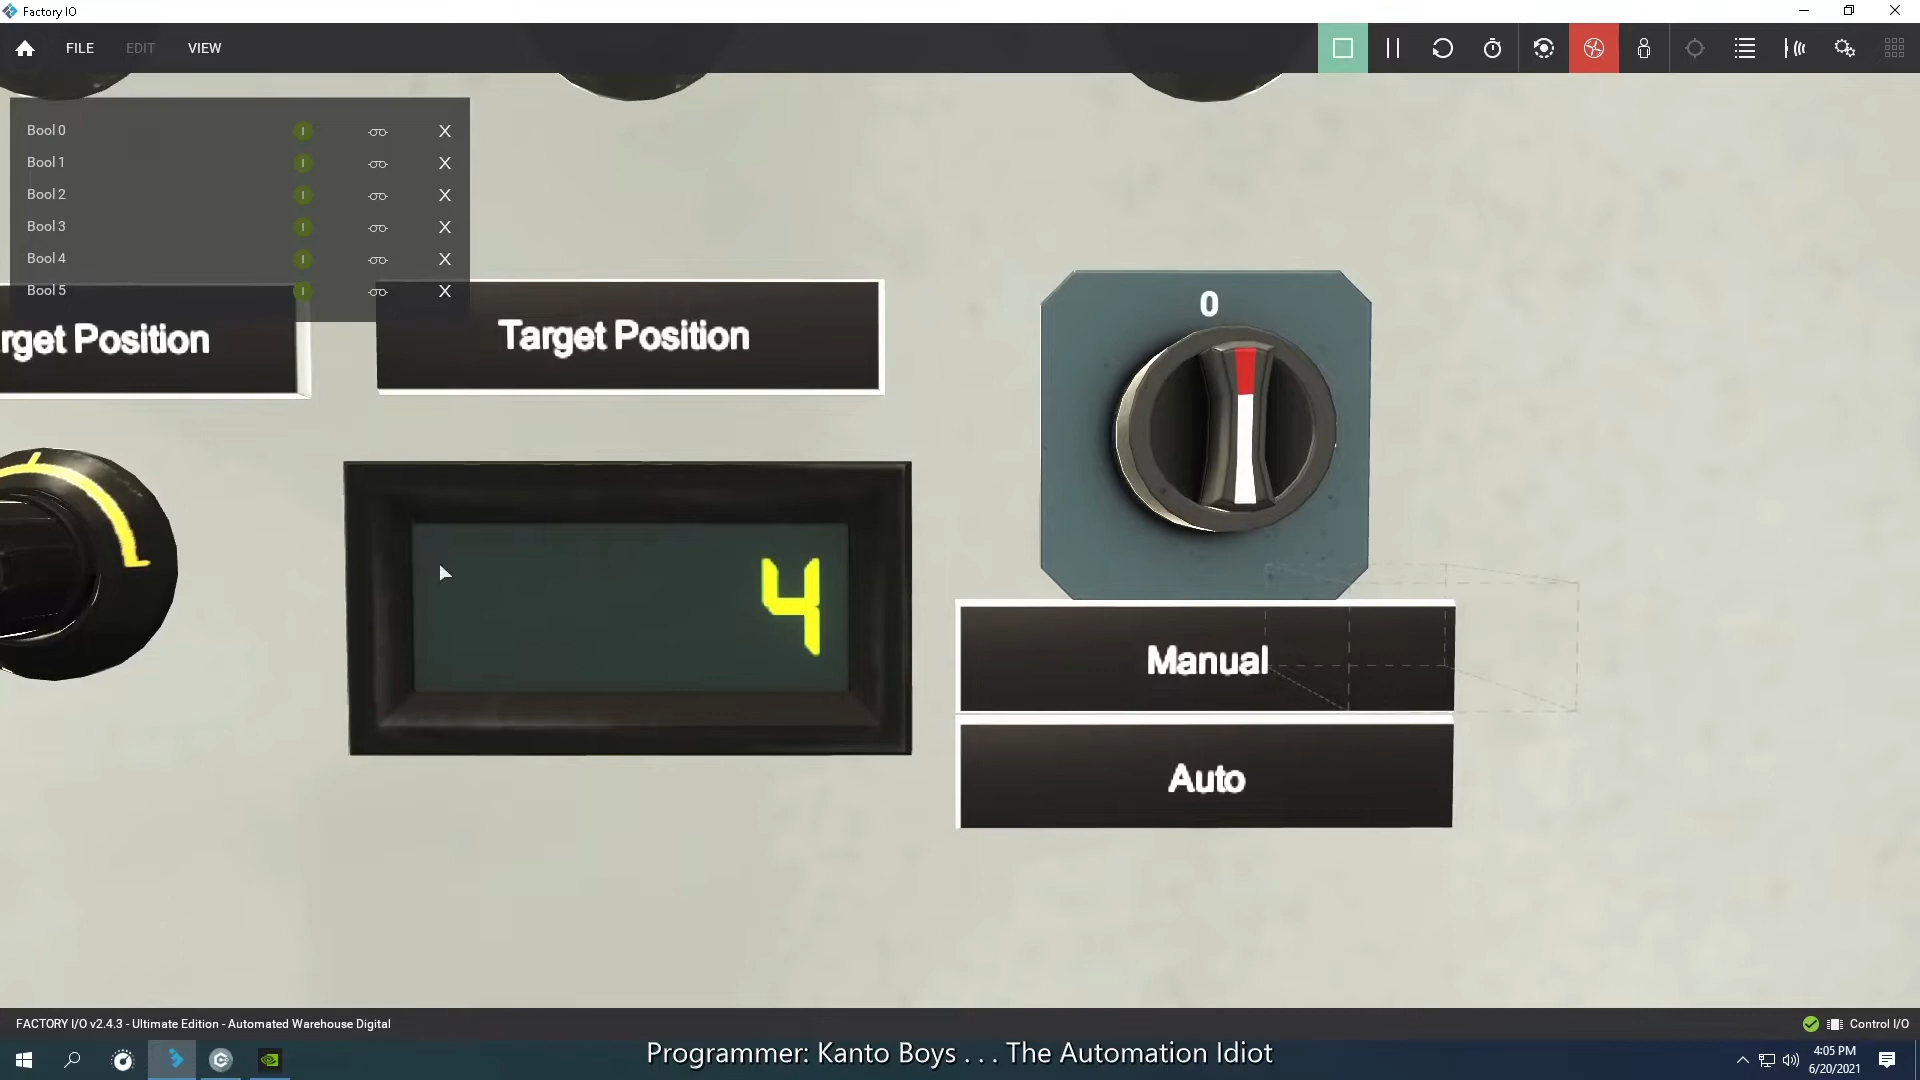 Factory IO
FILE EDIT VIEW
Bool 0 X
Bool 1 X
Bool 2 X
Bool 3 X
Bool 4 X
Bool 5 X
rget Position
Target Position
0
4
Manual
Auto
FACTORY I/O v2.4.3 - Ultimate Edition - Automated Warehouse Digital
Control I/O
Programmer: Kanto Boys . . . The Automation Idiot
4:05 PM
6/20/2021